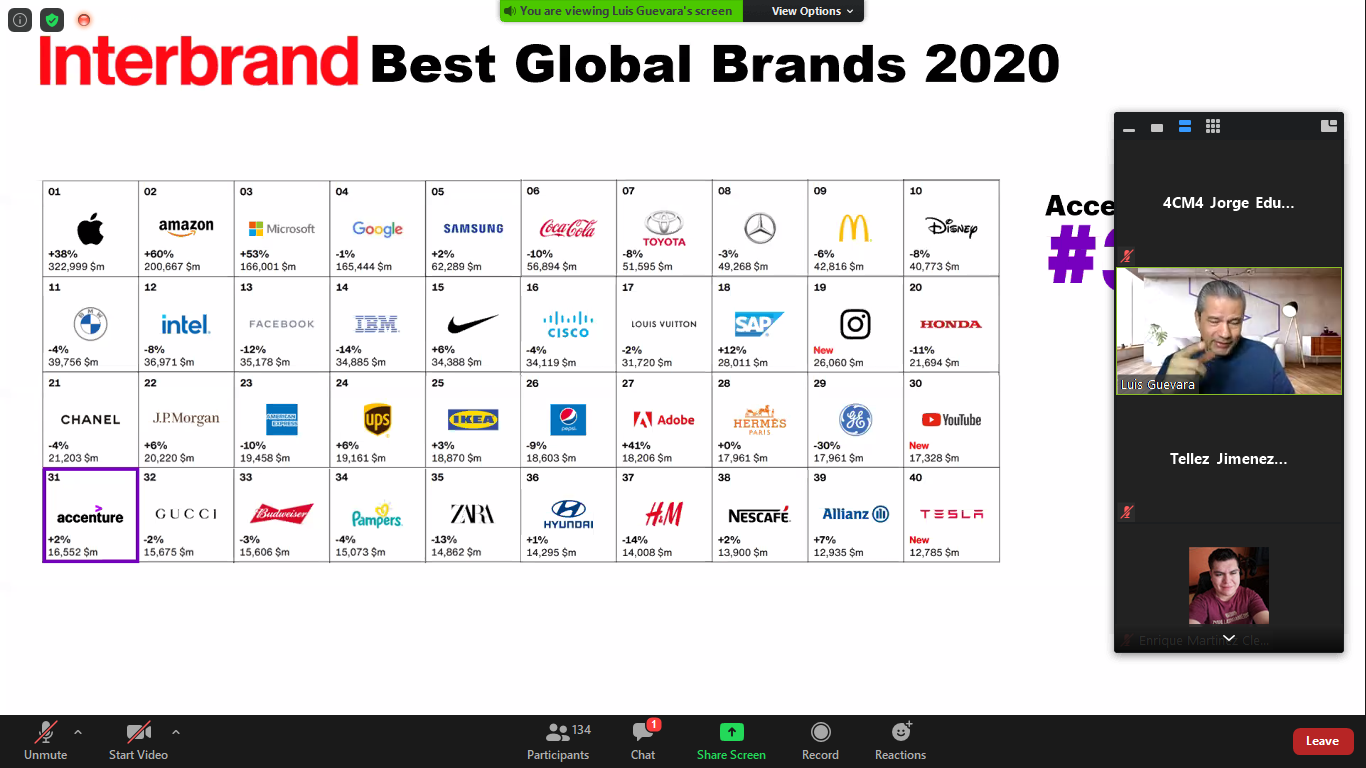 You are viewing Luis Guevara's screen
View Options
Interbrand Best Global Brands 2020
01 02 03 04 05 06 07 08 09 10
amazon Microsoft Google SAMSUNG Coca-Cola TOYOTA M Disney
+38% +60% +53% -1% +2% -10% -8% -3% -6% -8%
322,999 $m 200,667 $m 166,001 $m 165,444 $m 62,289 $m 56,894 $m 51,595 $m 49,268 $m 42,816 $m 40,773 $m
11 12 13 14 15 16 17 18 19 20
BMW intel. FACEBOOK IBM CISCO LOUIS VUITTON SAP HONDA
-4% -8% -12% -14% +6% -4% -2% +12% New -11%
39,756 $m 36,971 $m 35,178 $m 34,885 $m 34,388 $m 34,119 $m 31,720 $m 28,011 $m 26,060 $m 21,694 $m
21 22 23 24 25 26 27 28 29 30
CHANEL J.P.Morgan AMERICAN EXPRESS ups IKEA pepsi Adobe HERMÈS PARIS GE YouTube
-4% +6% -10% +6% +3% -9% +41% +0% -30% New
21,203 $m 20,220 $m 19,458 $m 19,161 $m 18,870 $m 18,603 $m 18,206 $m 17,961 $m 17,961 $m 17,328 $m
31 32 33 34 35 36 37 38 39 40
accenture GUCCI Budweiser Pampers ZARA HYUNDAI H&M NESCAFÉ Allianz TESLA
+2% -2% -3% -4% -13% +1% -14% +2% +7% New
16,552 $m 15,675 $m 15,606 $m 15,073 $m 14,862 $m 14,295 $m 14,008 $m 13,900 $m 12,935 $m 12,785 $m
Acce
#3
4CM4 Jorge Edu...
Luis Guevara
Tellez Jimenez...
Enrique Martinez Cle...
Unmute
Start Video
134
Participants
1
Chat
Share Screen
Record
Reactions
Leave